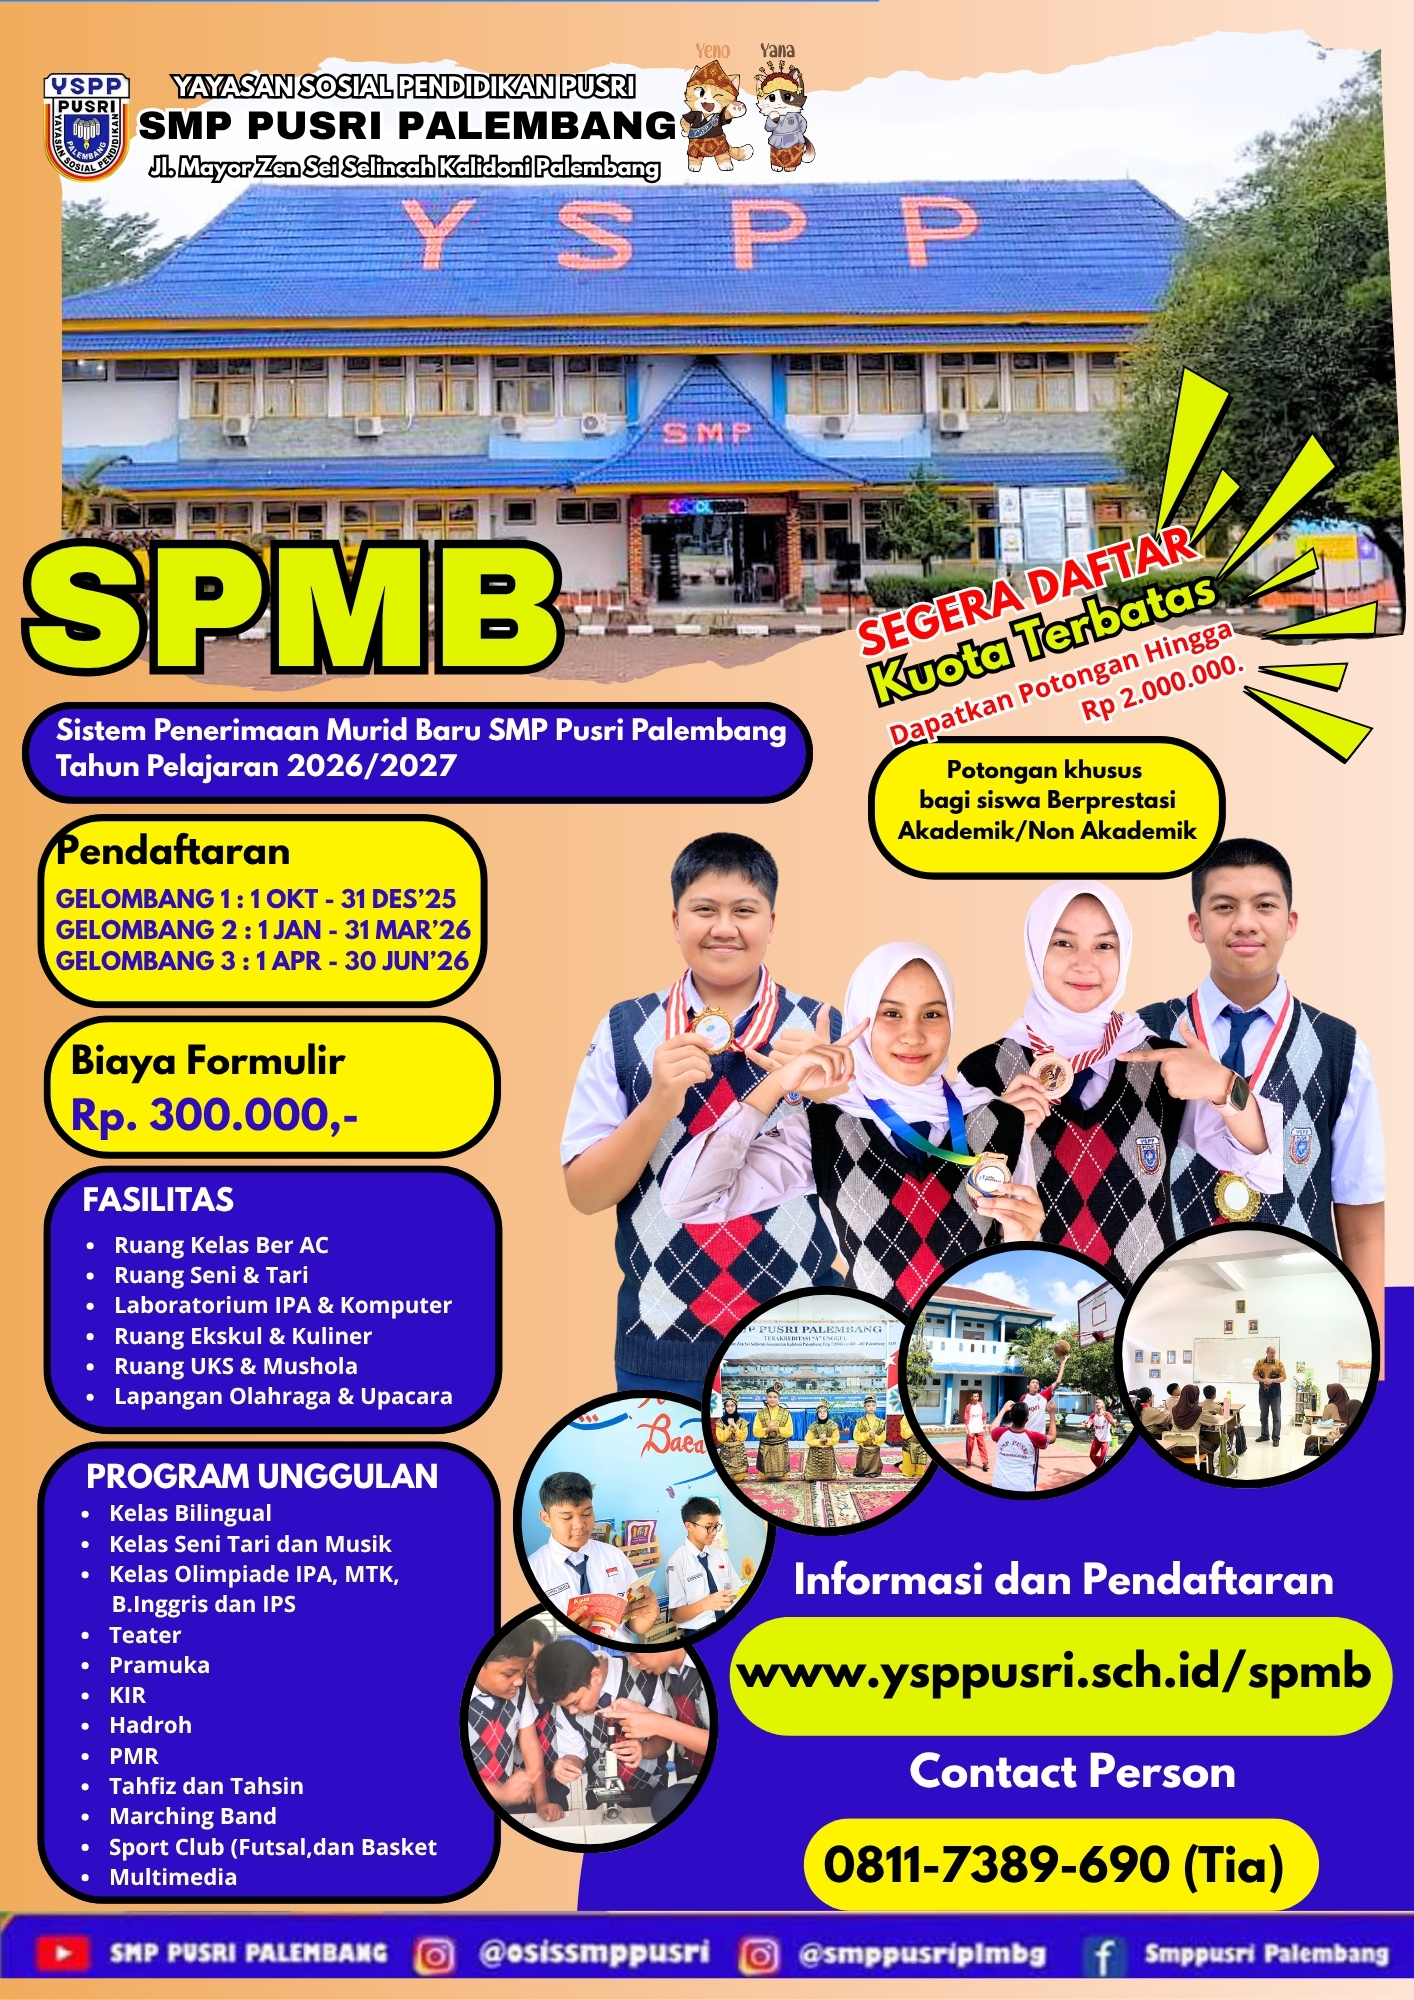 Yeno Yana
YSPP
PUSRI
YAYASAN SOSIAL PENDIDIKAN
PALEMBANG
YAYASAN SOSIAL PENDIDIKAN PUSRI
SMP PUSRI PALEMBANG
Jl. Mayor Zen Sei Selincah Kalidoni Palembang
Y S P P
SMP
SPMB
SEGERA DAFTAR
Kuota Terbatas
Dapatkan Potongan Hingga
Rp 2.000.000.
Sistem Penerimaan Murid Baru SMP Pusri Palembang
Tahun Pelajaran 2026/2027
Potongan khusus
bagi siswa Berprestasi
Akademik/Non Akademik
Pendaftaran
GELOMBANG 1 : 1 OKT - 31 DES’25
GELOMBANG 2 : 1 JAN - 31 MAR’26
GELOMBANG 3 : 1 APR - 30 JUN’26
Biaya Formulir
Rp. 300.000,-
FASILITAS
• Ruang Kelas Ber AC
• Ruang Seni & Tari
• Laboratorium IPA & Komputer
• Ruang Ekskul & Kuliner
• Ruang UKS & Mushola
• Lapangan Olahraga & Upacara
PROGRAM UNGGULAN
• Kelas Bilingual
• Kelas Seni Tari dan Musik
• Kelas Olimpiade IPA, MTK,
B.Inggris dan IPS
• Teater
• Pramuka
• KIR
• Hadroh
• PMR
• Tahfiz dan Tahsin
• Marching Band
• Sport Club (Futsal,dan Basket
• Multimedia
Baca
P PUSRI PALEMBANG
TERAKREDITASI "A" UNGGUL
SMP PUSRI
Informasi dan Pendaftaran
www.ysppusri.sch.id/spmb
Contact Person
0811-7389-690 (Tia)
SMP PUSRI PALEMBANG
@osissmppusri
@smppusriplmbg
Smppusri Palembang